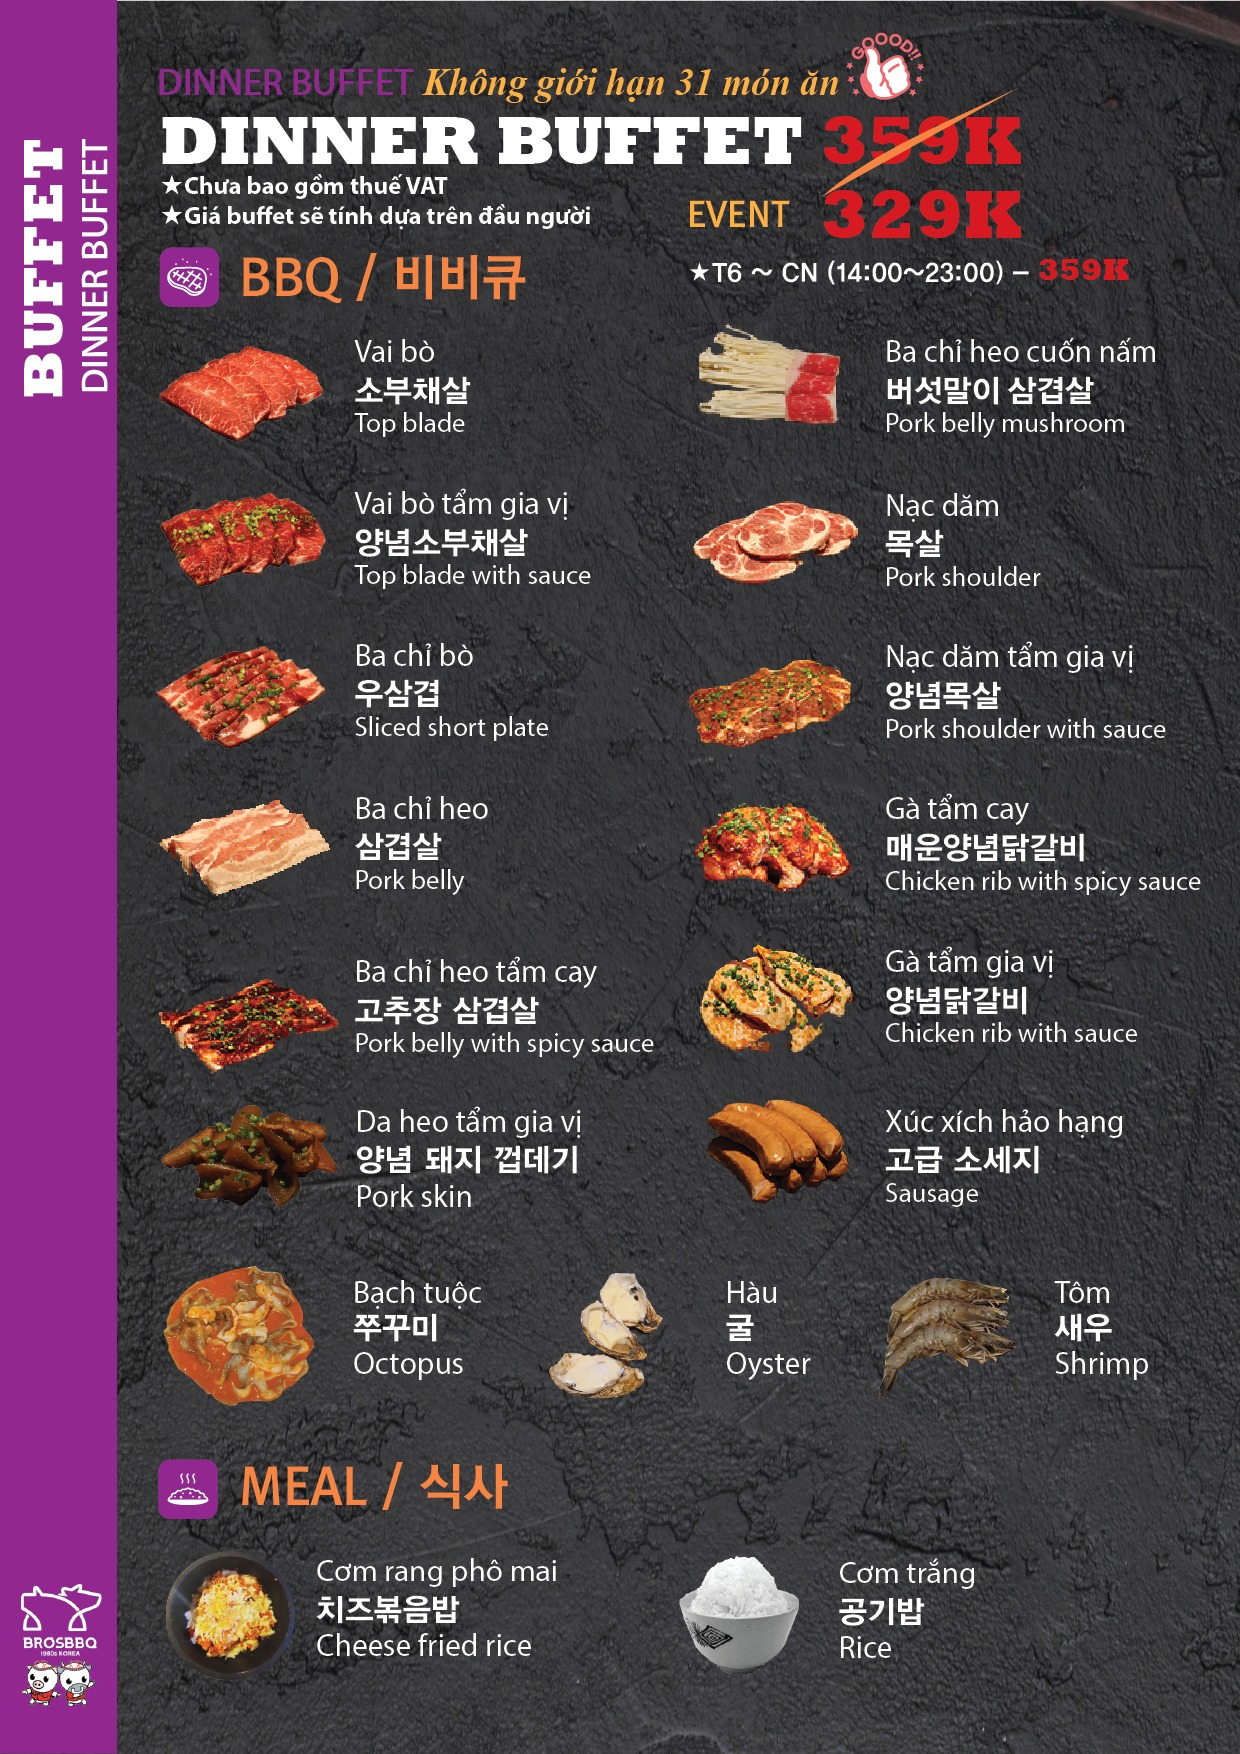 BUFFET
DINNER BUFFET
DINNER BUFFET Không giới hạn 31 món ăn
GOOOD!!
DINNER BUFFET 359K
★Chưa bao gồm thuế VAT
★Giá buffet sẽ tính dựa trên đầu người
EVENT 329K
★T6 ~ CN (14:00~23:00) – 359K
BBQ / 비비큐
Vai bò
소부채살
Top blade
Ba chỉ heo cuốn nấm
버섯말이 삼겹살
Pork belly mushroom
Vai bò tẩm gia vị
양념소부채살
Top blade with sauce
Nạc dăm
목살
Pork shoulder
Ba chỉ bò
우삼겹
Sliced short plate
Nạc dăm tẩm gia vị
양념목살
Pork shoulder with sauce
Ba chỉ heo
삼겹살
Pork belly
Gà tẩm cay
매운양념닭갈비
Chicken rib with spicy sauce
Ba chỉ heo tẩm cay
고추장 삼겹살
Pork belly with spicy sauce
Gà tẩm gia vị
양념닭갈비
Chicken rib with sauce
Da heo tẩm gia vị
양념 돼지 껍데기
Pork skin
Xúc xích hảo hạng
고급 소세지
Sausage
Bạch tuộc
쭈꾸미
Octopus
Hàu
굴
Oyster
Tôm
새우
Shrimp
MEAL / 식사
Cơm rang phô mai
치즈볶음밥
Cheese fried rice
Cơm trắng
공기밥
Rice
BROSBBQ
1980s KOREA